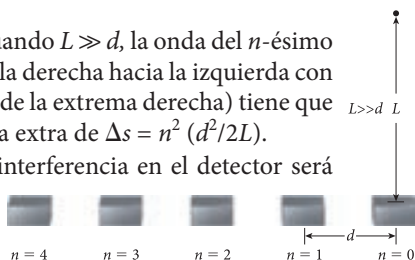 uando L ≫ d, la onda del n-ésimo
la derecha hacia la izquierda con
de la extrema derecha) tiene que
a extra de Δs = n² (d²/2L).
interferencia en el detector será
L>>d L
d
n = 4 n = 3 n = 2 n = 1 n = 0